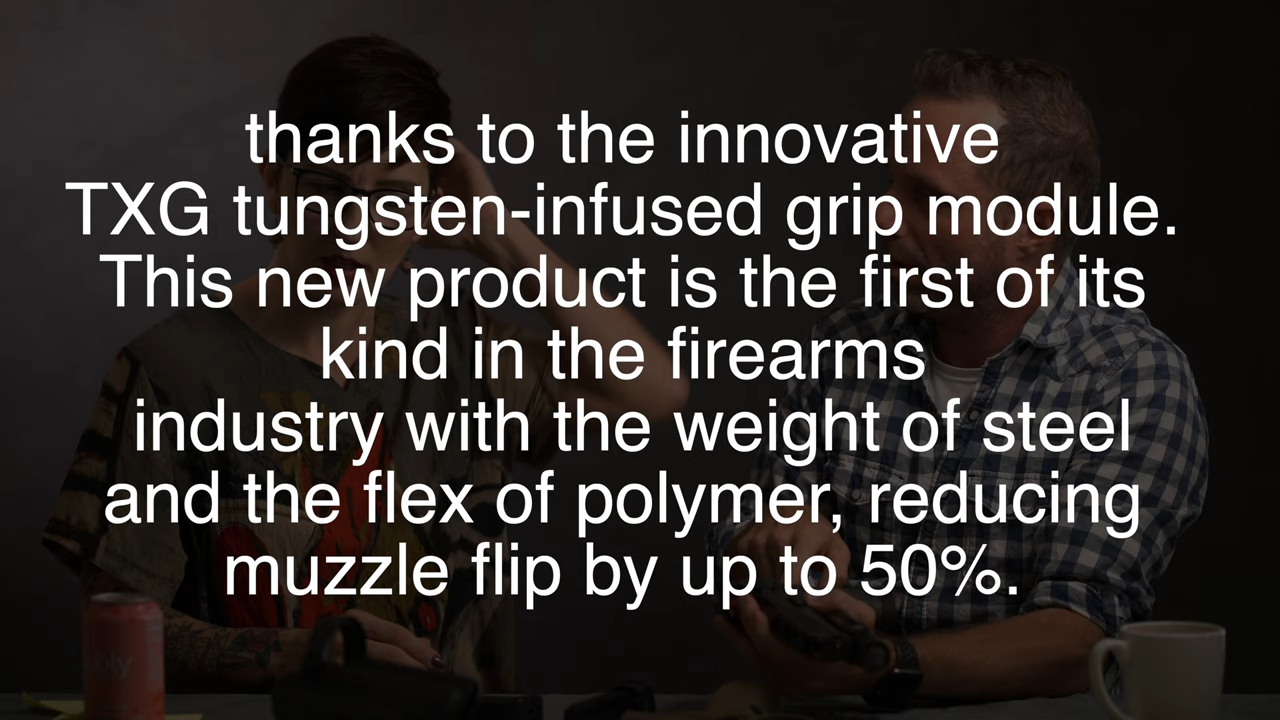 thanks to the innovative
TXG tungsten-infused grip module.
This new product is the first of its
kind in the firearms
industry with the weight of steel
and the flex of polymer, reducing
muzzle flip by up to 50%.
bly